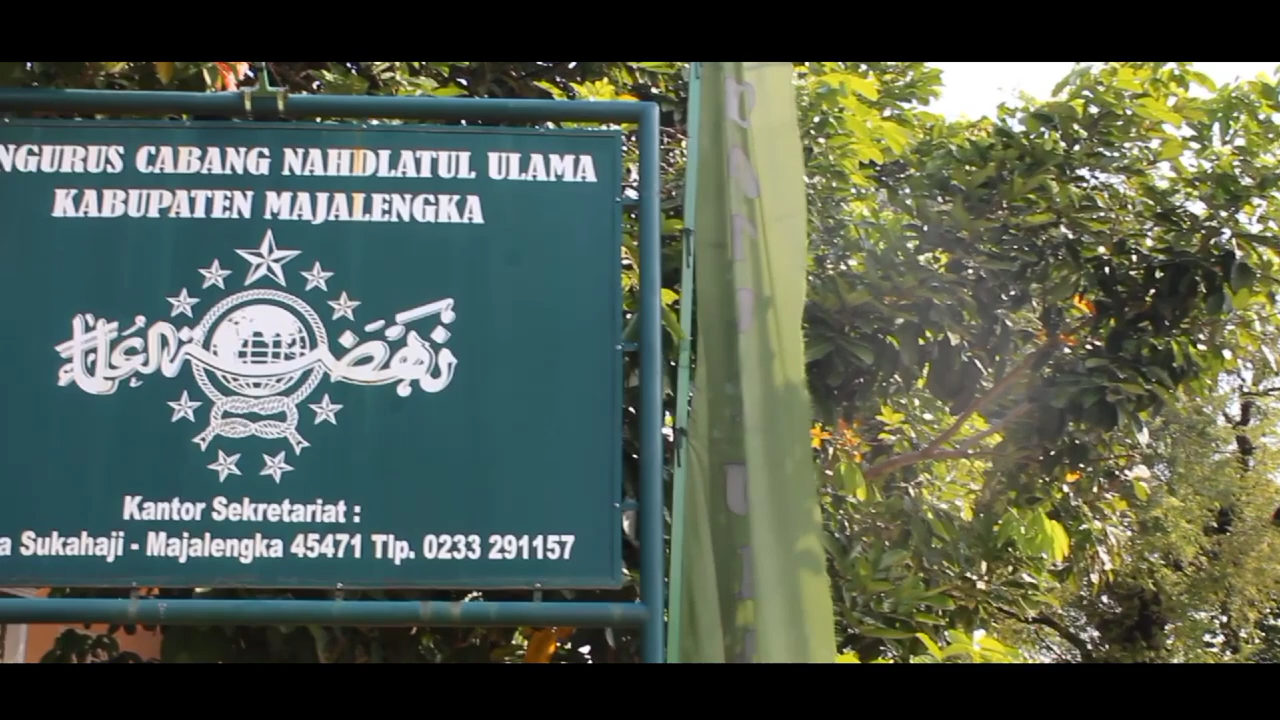 NGURUS CABANG NAHDLATUL ULAMA
KABUPATEN MAJALENGKA
نهضة العلماء
Kantor Sekretariat :
a Sukahaji - Majalengka 45471 Tlp. 0233 291157